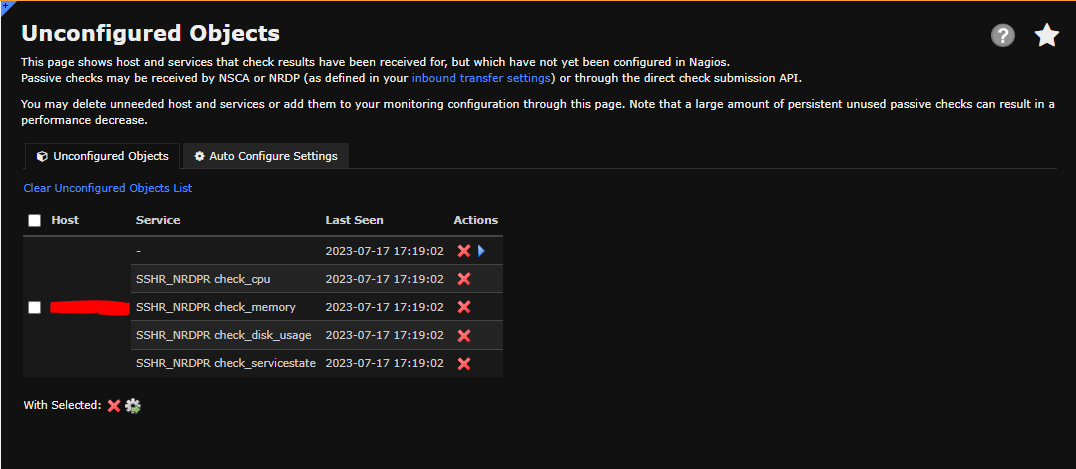 Unconfigured Objects
This page shows host and services that check results have been received for, but which have not yet been configured in Nagios.
Passive checks may be received by NSCA or NRDP (as defined in your inbound transfer settings) or through the direct check submission API.
You may delete unneeded host and services or add them to your monitoring configuration through this page. Note that a large amount of persistent unused passive checks can result in a
performance decrease.
Unconfigured Objects Auto Configure Settings
Clear Unconfigured Objects List
Host Service Last Seen Actions
- 2023-07-17 17:19:02
SSHR_NRDPR check_cpu 2023-07-17 17:19:02
SSHR_NRDPR check_memory 2023-07-17 17:19:02
SSHR_NRDPR check_disk_usage 2023-07-17 17:19:02
SSHR_NRDPR check_servicestate 2023-07-17 17:19:02
With Selected: